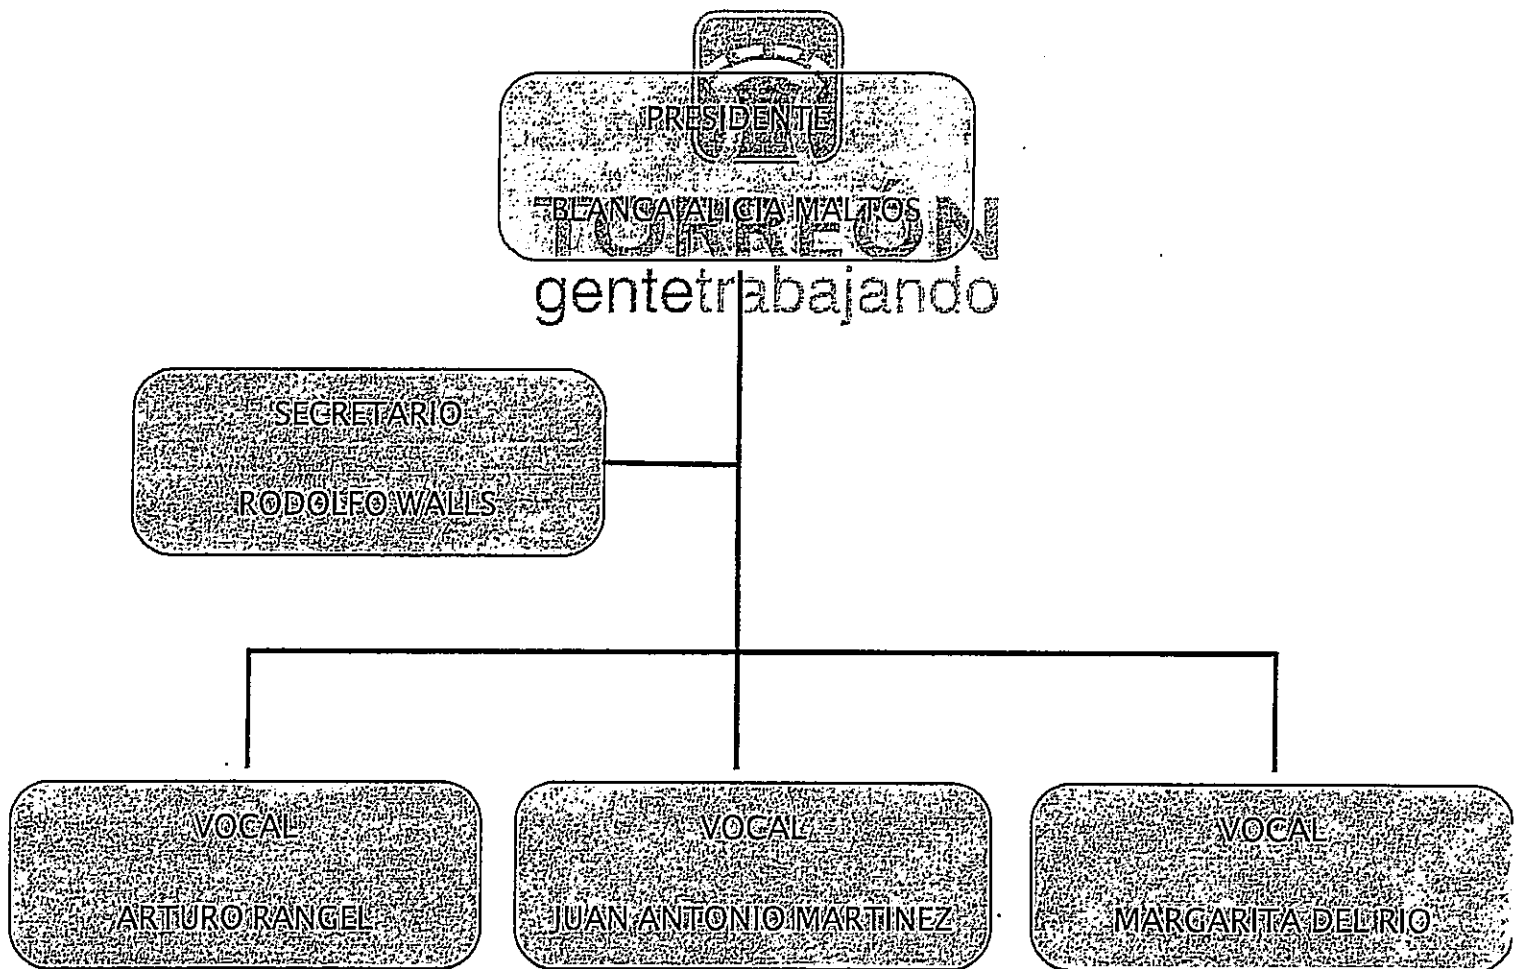 PRESIDENTE
BLANCA ALICIA MALTOS
TORREÓN
gentetrabajando
SECRETARIO
RODOLFO WALLS
VOCAL
ARTURO RANGEL
VOCAL
JUAN ANTONIO MARTINEZ
VOCAL
MARGARITA DEL RIO